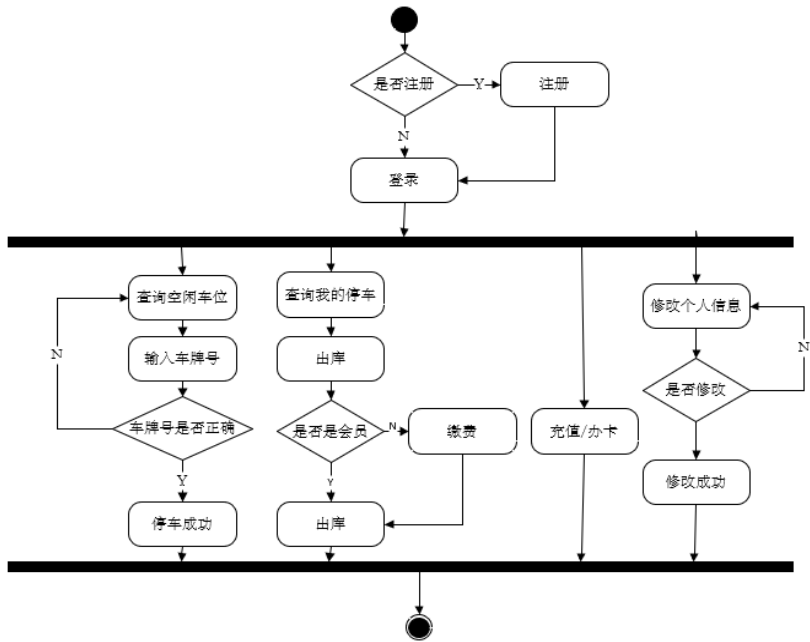 是否注册
Y
注册
N
登录
查询空闲车位
查询我的停车
修改个人信息
N
输入车牌号
出库
N
是否修改
车牌号是否正确
是否是会员
N
缴费
充值/办卡
Y
Y
修改成功
停车成功
出库